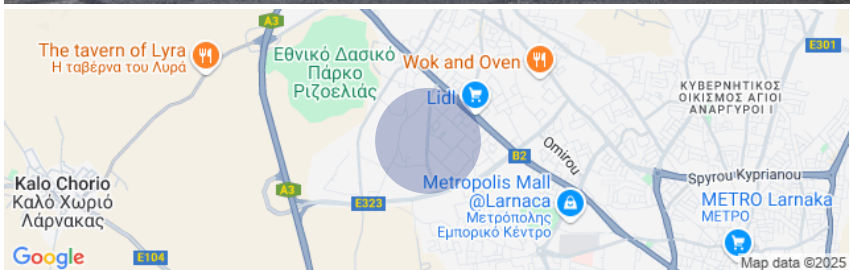 A3
E301
The tavern of Lyra
Η ταβέρνα του Λυρά
Εθνικό Δασικό
Πάρκο
Ριζοελιάς
Wok and Oven
Lidl
ΚΥΒΕΡΝΗΤΙΚΟΣ
ΟΙΚΙΣΜΟΣ ΑΓΙΟΙ
ΑΝΑΡΓΥΡΟΙ Ι
B2
Omirou
Spyrou Kyprianou
Kalo Chorio
Καλό Χωριό
Λάρνακας
A3
E323
Metropolis Mall
@Larnaca
Μετρόπολης
Εμπορικό Κέντρο
METRO Larnaka
ΜΕΤΡΟ
Google
E104
Map data ©2025